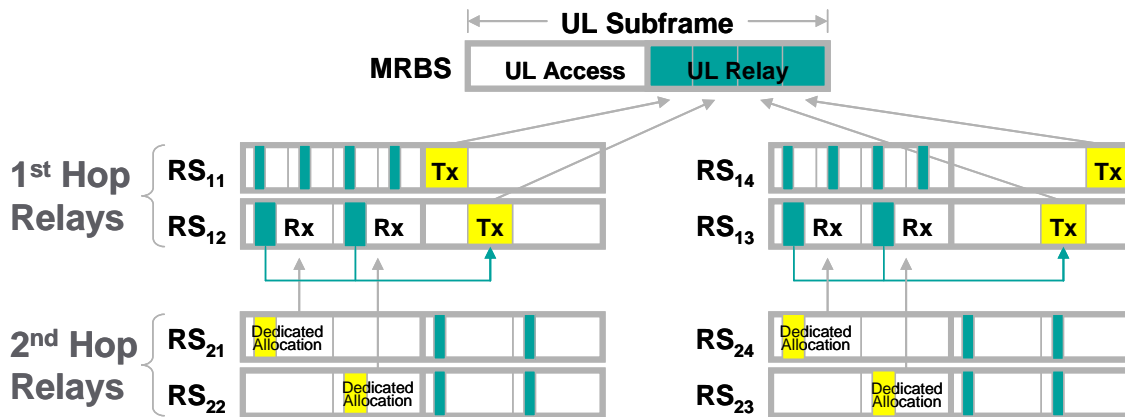 UL Subframe
MRBS
UL Access
UL Relay
1st Hop
Relays
RS11
Tx
RS14
Tx
RS12
Rx
Rx
Tx
RS13
Rx
Rx
Tx
2nd Hop
Relays
RS21
Dedicated
Allocation
RS24
Dedicated
Allocation
RS22
Dedicated
Allocation
RS23
Dedicated
Allocation